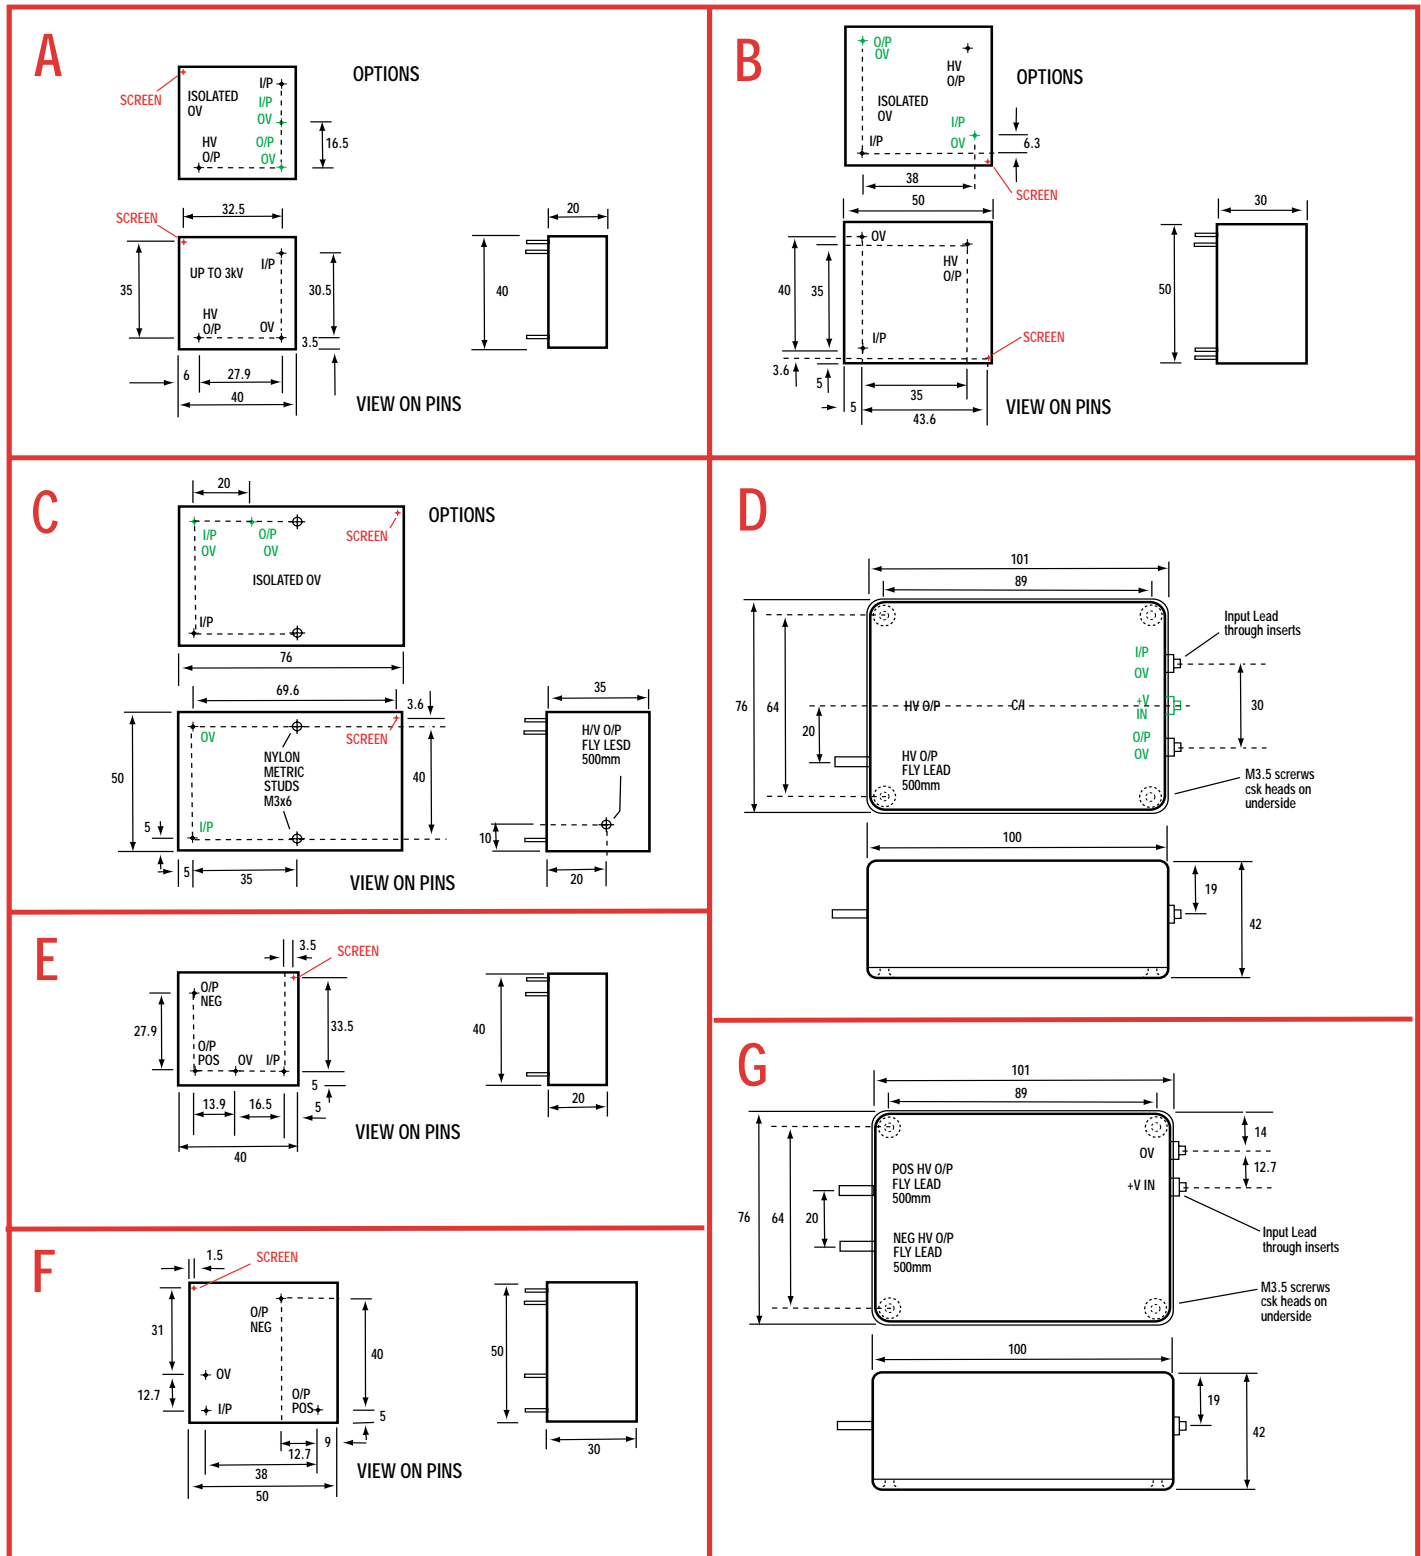 A
OPTIONS
SCREEN
ISOLATED
OV
I/P
I/P
OV
HV
O/P
O/P
OV
16.5
32.5
SCREEN
UP TO 3kV
I/P
HV
O/P
OV
35
30.5
3.5
6
27.9
40
20
40
VIEW ON PINS
B
O/P
OV
HV
O/P
OPTIONS
ISOLATED
OV
I/P
I/P
OV
6.3
38
SCREEN
50
OV
HV
O/P
I/P
40
35
SCREEN
3.6
5
5
35
43.6
30
50
VIEW ON PINS
C
20
OPTIONS
I/P
OV
O/P
OV
SCREEN
ISOLATED OV
I/P
76
69.6
3.6
OV
SCREEN
NYLON
METRIC
STUDS
M3x6
50
40
I/P
5
5
35
35
H/V O/P
FLY LESD
500mm
10
20
VIEW ON PINS
D
101
89
Input Lead
through inserts
I/P
OV
76
64
HV O/P
C/I
+V
IN
30
20
O/P
OV
HV O/P
FLY LEAD
500mm
M3.5 screrws
csk heads on
underside
100
19
42
E
3.5
SCREEN
O/P
NEG
27.9
33.5
O/P
POS
OV
I/P
5
13.9
16.5
5
40
40
20
VIEW ON PINS
F
1.5
SCREEN
O/P
NEG
31
40
OV
12.7
I/P
O/P
POS
5
9
12.7
38
50
50
30
VIEW ON PINS
G
101
89
14
OV
12.7
POS HV O/P
FLY LEAD
500mm
+V IN
76
64
20
NEG HV O/P
FLY LEAD
500mm
Input Lead
through inserts
M3.5 screrws
csk heads on
underside
100
19
42